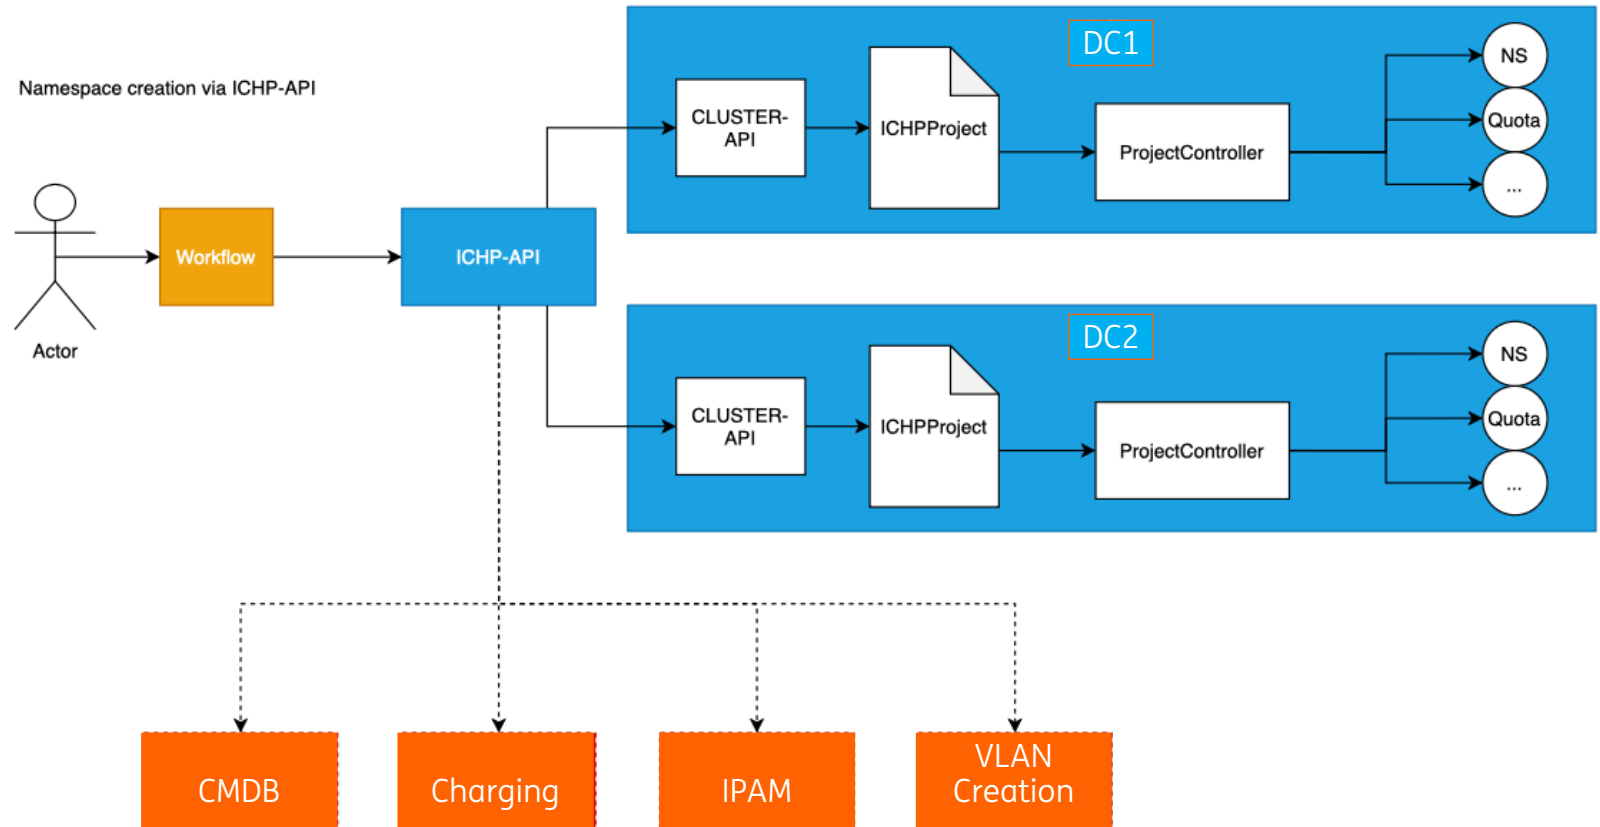 Namespace creation via ICHP-API
Actor
Workflow
ICHP-API
DC1
CLUSTER-
API
ICHPProject
ProjectController
NS
Quota
...
DC2
CLUSTER-
API
ICHPProject
ProjectController
NS
Quota
...
CMDB
Charging
IPAM
VLAN
Creation